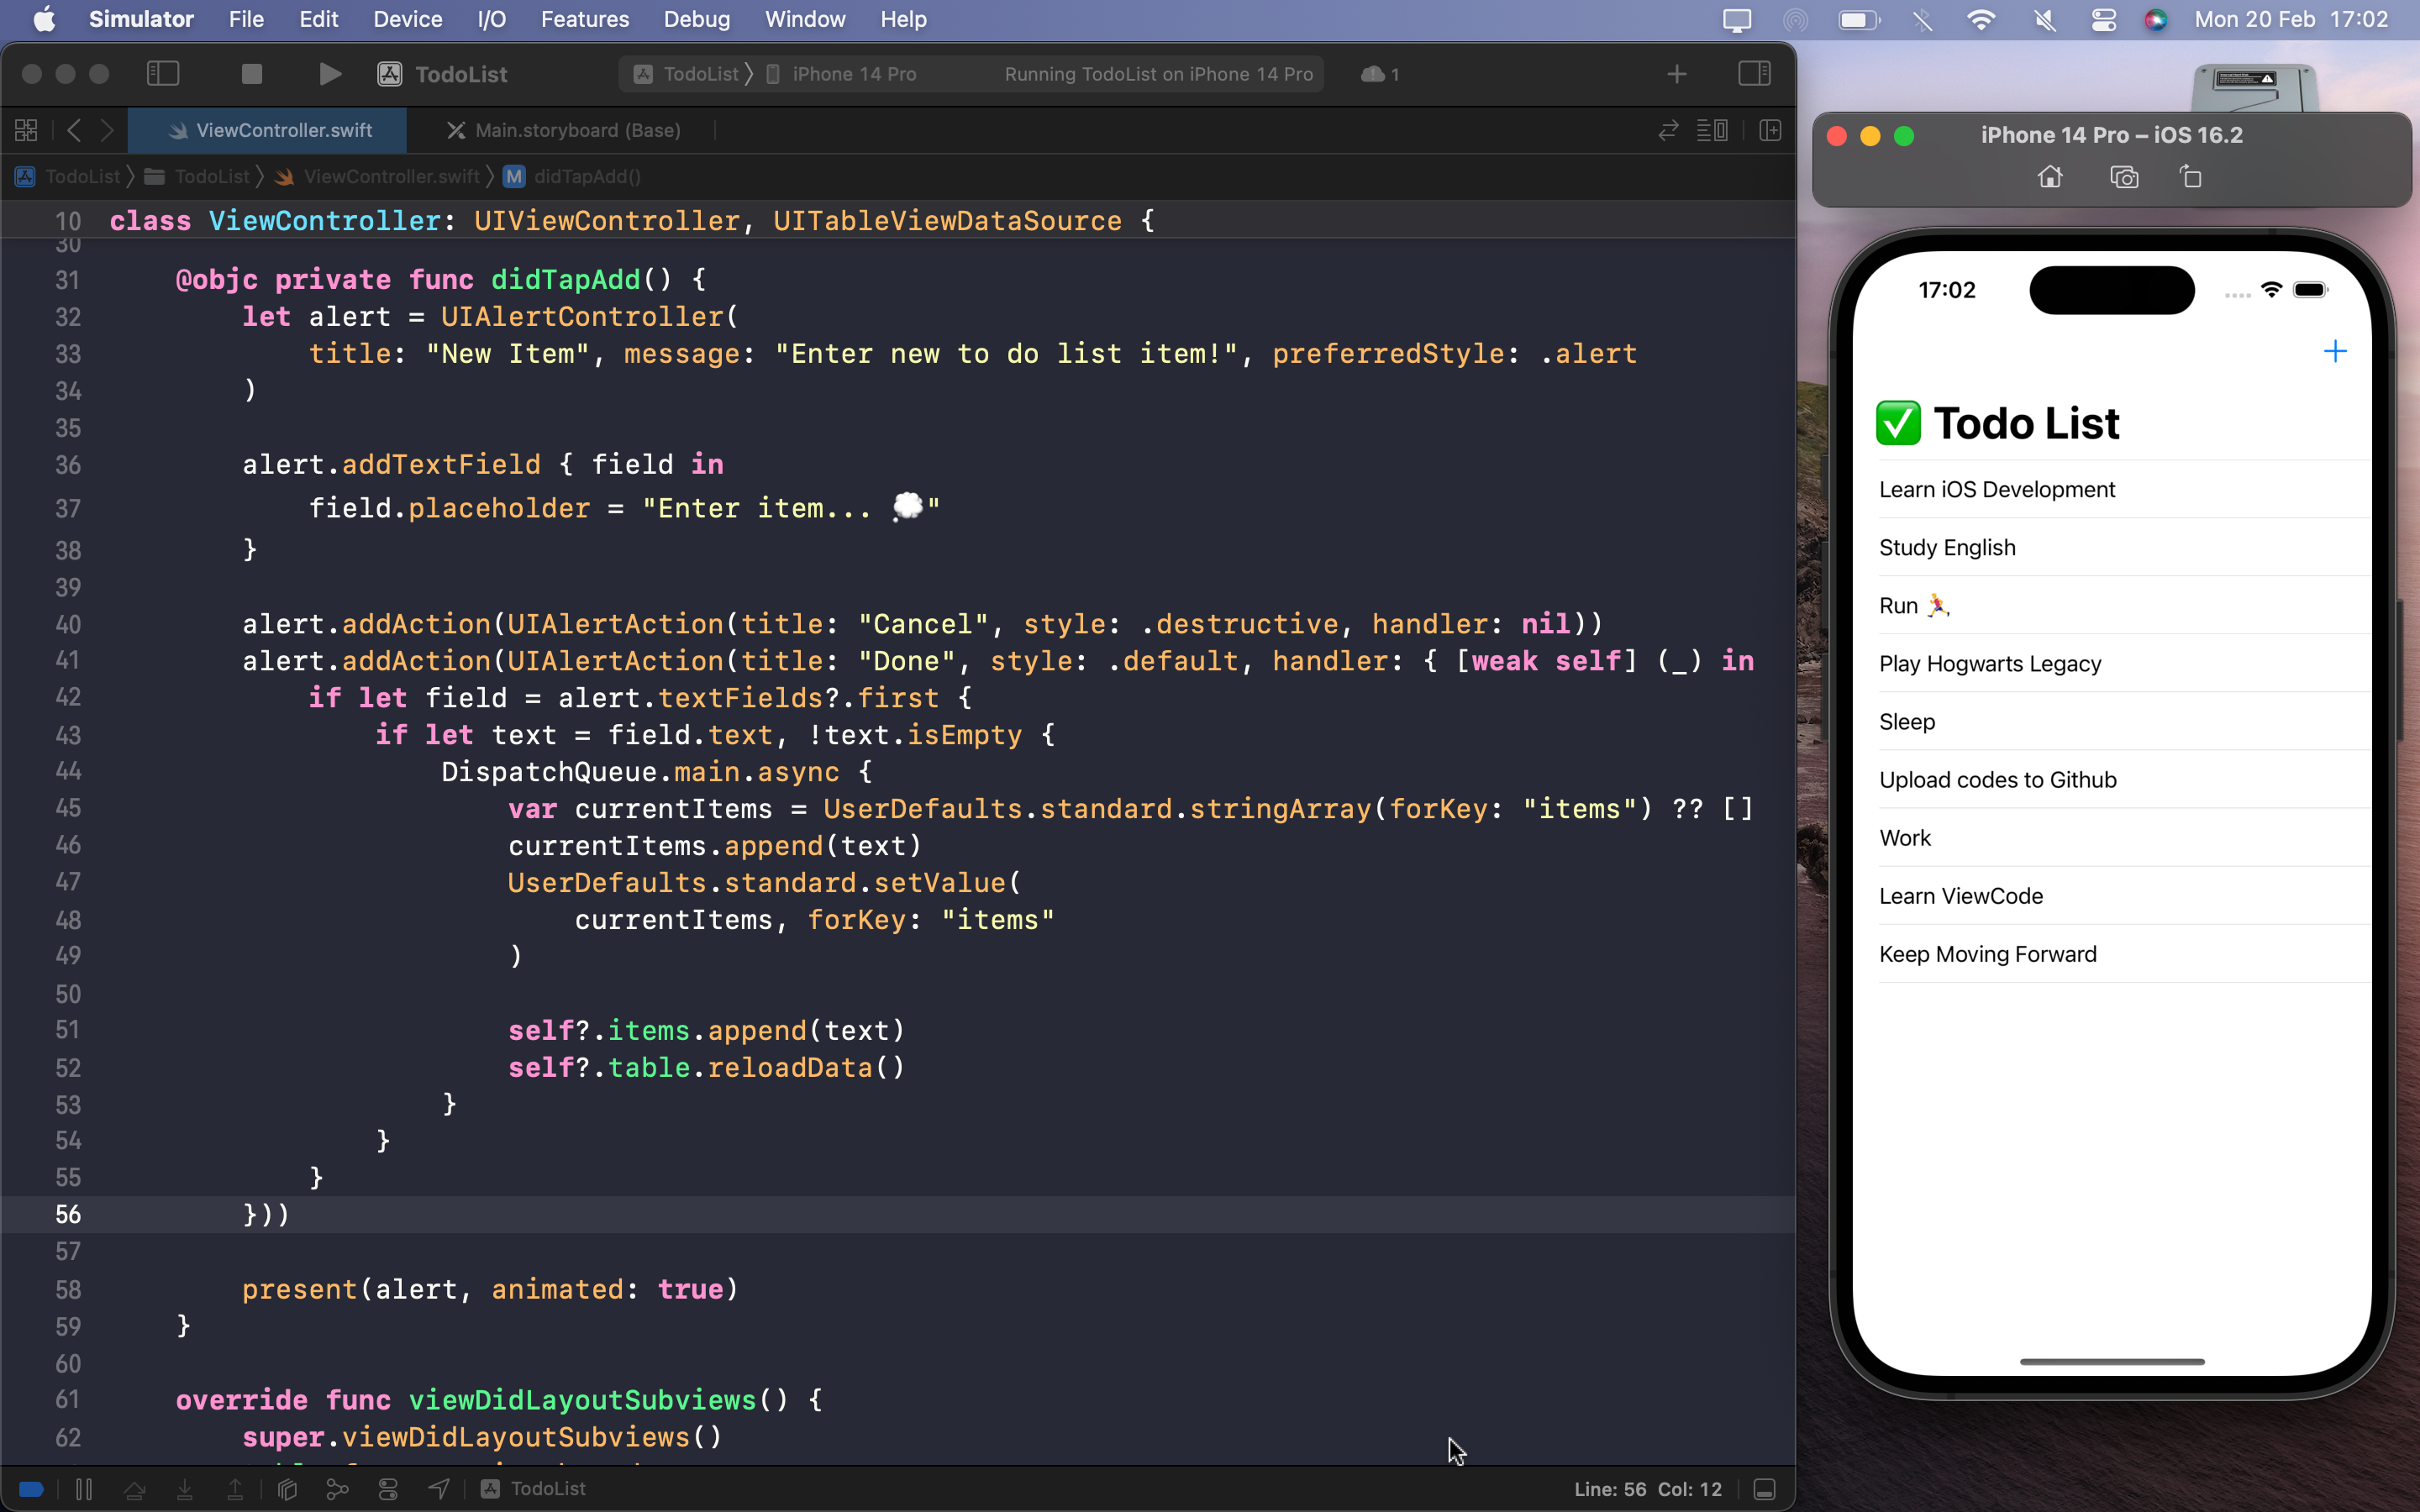 Simulator File Edit Device I/O Features Debug Window Help Mon 20 Feb 17:02
TodoList TodoList 〉 iPhone 14 Pro Running TodoList on iPhone 14 Pro 1
ViewController.swift Main.storyboard (Base)
TodoList 〉 TodoList 〉 ViewController.swift 〉 M didTapAdd()
10 class ViewController: UIViewController, UITableViewDataSource {
30
31 @objc private func didTapAdd() {
32 let alert = UIAlertController(
33 title: "New Item", message: "Enter new to do list item!", preferredStyle: .alert
34 )
35
36 alert.addTextField { field in
37 field.placeholder = "Enter item... 💭"
38 }
39
40 alert.addAction(UIAlertAction(title: "Cancel", style: .destructive, handler: nil))
41 alert.addAction(UIAlertAction(title: "Done", style: .default, handler: { [weak self] (_) in
42 if let field = alert.textFields?.first {
43 if let text = field.text, !text.isEmpty {
44 DispatchQueue.main.async {
45 var currentItems = UserDefaults.standard.stringArray(forKey: "items") ?? []
46 currentItems.append(text)
47 UserDefaults.standard.setValue(
48 currentItems, forKey: "items"
49 )
50
51 self?.items.append(text)
52 self?.table.reloadData()
53 }
54 }
55 }
56 }))
57
58 present(alert, animated: true)
59 }
60
61 override func viewDidLayoutSubviews() {
62 super.viewDidLayoutSubviews()
TodoList Line: 56 Col: 12
iPhone 14 Pro – iOS 16.2
17:02
✅ Todo List
Learn iOS Development
Study English
Run 🏃
Play Hogwarts Legacy
Sleep
Upload codes to Github
Work
Learn ViewCode
Keep Moving Forward